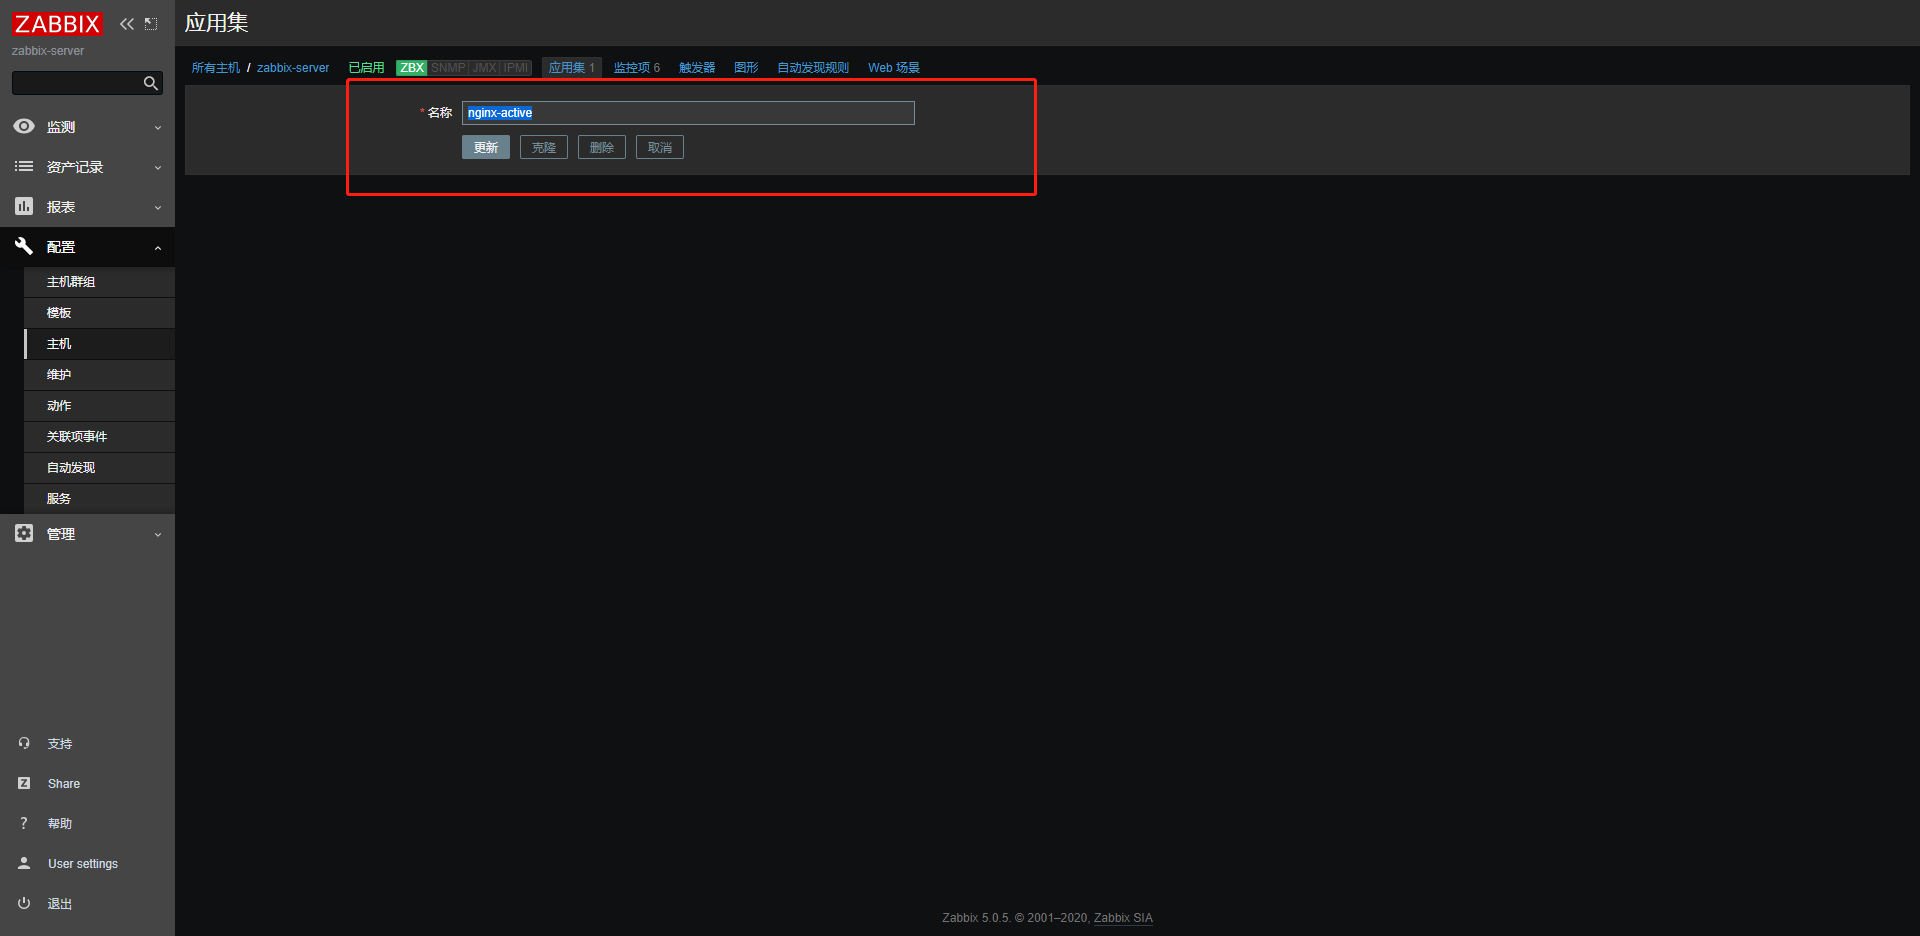 ZABBIX
zabbix-server
监测
资产记录
报表
配置
主机群组
模板
主机
维护
动作
关联项事件
自动发现
服务
管理
支持
Share
帮助
User settings
退出
应用集
所有主机 / zabbix-server 已启用 ZBX SNMP JMX IPMI 应用集 1 监控项 6 触发器 图形 自动发现规则 Web 场景
* 名称 nginx-active
更新 克隆 删除 取消
Zabbix 5.0.5. © 2001–2020, Zabbix SIA